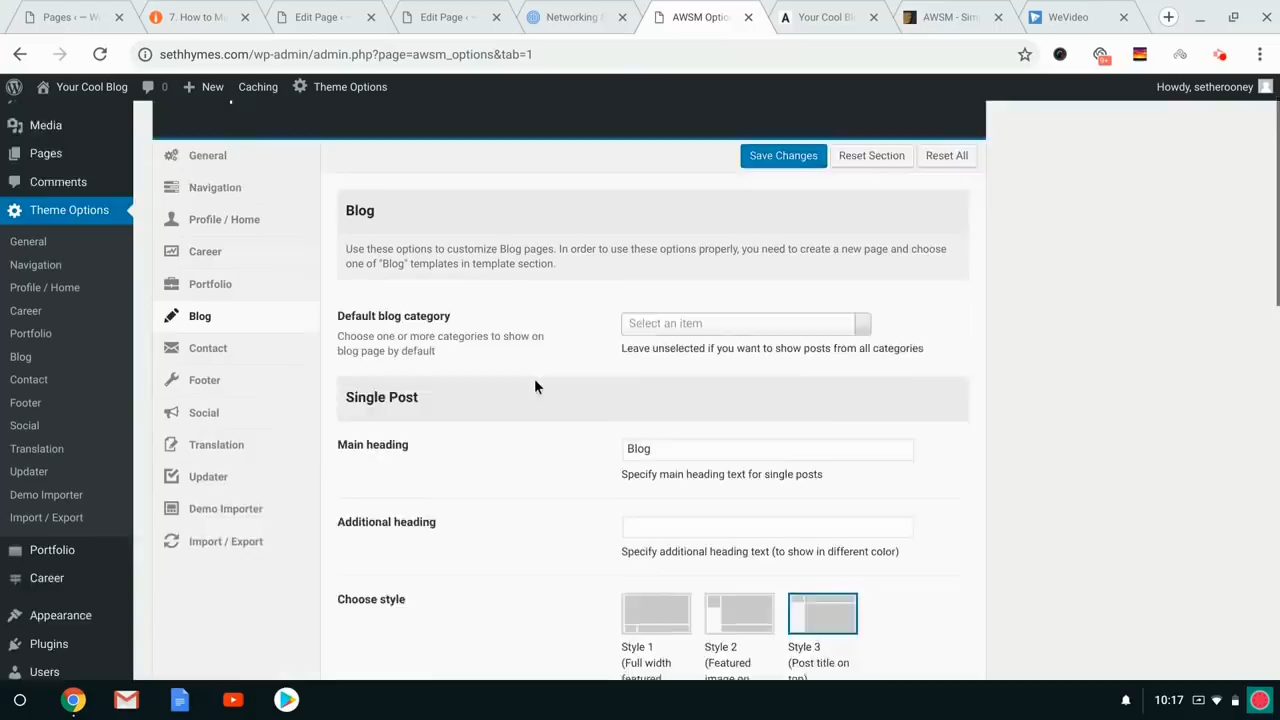 Pages ‹ — W
7. How to Ma
Edit Page ‹
Edit Page ‹
Networking
AWSM Optio
Your Cool Bl
AWSM - Sim
WeVideo
sethhymes.com/wp-admin/admin.php?page=awsm_options&tab=1
9+
Your Cool Blog
0
New
Caching
Theme Options
Howdy, setherooney
Media
Pages
Comments
Theme Options
General
Navigation
Profile / Home
Career
Portfolio
Blog
Contact
Footer
Social
Translation
Updater
Demo Importer
Import / Export
Portfolio
Career
Appearance
Plugins
Users
General
Navigation
Profile / Home
Career
Portfolio
Blog
Contact
Footer
Social
Translation
Updater
Demo Importer
Import / Export
Save Changes
Reset Section
Reset All
Blog
Use these options to customize Blog pages. In order to use these options properly, you need to create a new page and choose
one of "Blog" templates in template section.
Default blog category
Choose one or more categories to show on
blog page by default
Select an item
Leave unselected if you want to show posts from all categories
Single Post
Main heading
Blog
Specify main heading text for single posts
Additional heading
Specify additional heading text (to show in different color)
Choose style
Style 1
(Full width
featured
Style 2
(Featured
image on
Style 3
(Post title on
top)
10:17